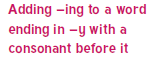 Adding –ing to a word
ending in –y with a
consonant before it